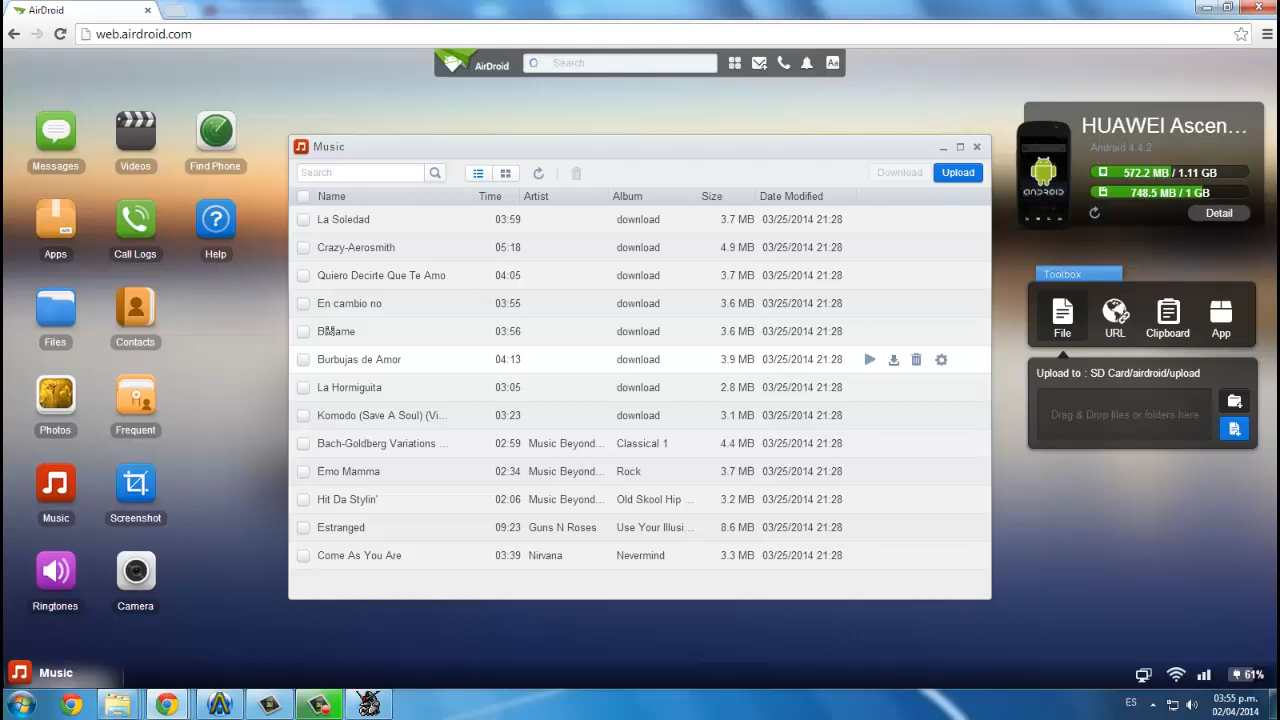 AirDroid
web.airdroid.com
AirDroid Search Aa
Messages Videos Find Phone
Apps Call Logs Help
Files Contacts
Photos Frequent
Music Screenshot
Ringtones Camera
Music
Search Download Upload
Name Time Artist Album Size Date Modified
La Soledad 03:59 download 3.7 MB 03/25/2014 21:28
Crazy-Aerosmith 05:18 download 4.9 MB 03/25/2014 21:28
Quiero Decirte Que Te Amo 04:05 download 3.7 MB 03/25/2014 21:28
En cambio no 03:55 download 3.6 MB 03/25/2014 21:28
03:56 download 3.6 MB 03/25/2014 21:28
Burbujas de Amor 04:13 download 3.9 MB 03/25/2014 21:28
La Hormiguita 03:05 download 2.8 MB 03/25/2014 21:28
Komodo (Save A Soul) (Vi... 03:23 download 3.1 MB 03/25/2014 21:28
Bach-Goldberg Variations ... 02:59 Music Beyond... Classical 1 4.4 MB 03/25/2014 21:28
Emo Mamma 02:34 Music Beyond... Rock 3.7 MB 03/25/2014 21:28
Hit Da Stylin' 02:06 Music Beyond... Old Skool Hip ... 3.2 MB 03/25/2014 21:28
Estranged 09:23 Guns N Roses Use Your Illusi... 8.6 MB 03/25/2014 21:28
Come As You Are 03:39 Nirvana Nevermind 3.3 MB 03/25/2014 21:28
HUAWEI Ascen...
Android 4.4.2
572.2 MB / 1.11 GB
748.5 MB / 1 GB
Detail
ANDROID
Toolbox
File URL Clipboard App
Upload to : SD Card/airdroid/upload
Drag & Drop files or folders here
Music
61%
ES
03:55 p.m.
02/04/2014